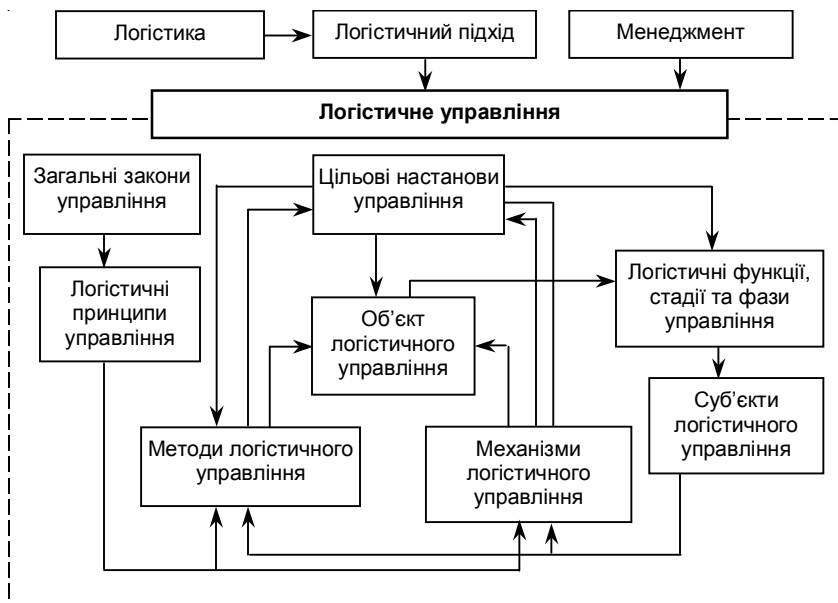 Логістика
Логістичний підхід
Менеджмент
Логістичне управління
Загальні закони
управління
Цільові настанови
управління
Логістичні
принципи
управління
Об’єкт
логістичного
управління
Логістичні функції,
стадії та фази
управління
Методи логістичного
управління
Механізми
логістичного
управління
Суб’єкти
логістичного
управління